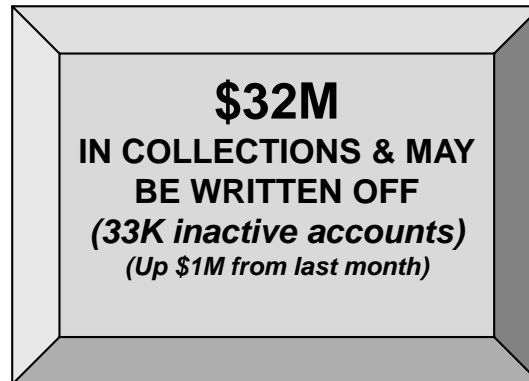 $32M
IN COLLECTIONS & MAY
BE WRITTEN OFF
(33K inactive accounts)
(Up $1M from last month)